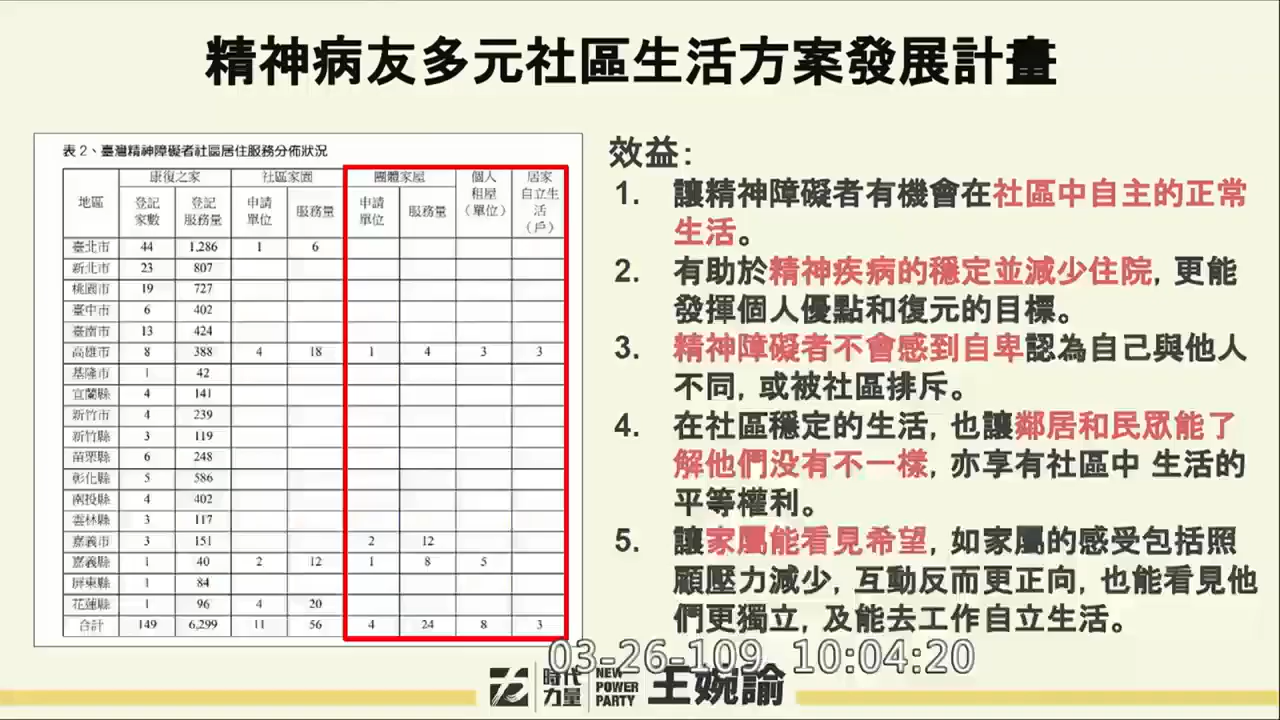 精神病友多元社區生活方案發展計畫
表2、臺灣精神障礙者社區居住服務分佈狀況
地區 康復之家 社區家園 團體家屋 個人租屋（單位） 居家自立生活（戶）
登記家數 登記服務量 申請單位 服務量 申請單位 服務量
臺北市 44 1,286 1 6
新北市 23 807
桃園市 19 727
臺中市 6 402
臺南市 13 424
高雄市 8 388 4 18 1 4 3 3
基隆市 1 42
宜蘭縣 4 141
新竹市 4 239
新竹縣 3 119
苗栗縣 6 248
彰化縣 5 586
南投縣 4 402
雲林縣 3 117
嘉義市 3 151 2 12
嘉義縣 1 40 2 12 1 8 5
屏東縣 1 84
花蓮縣 1 96 4 20
合計 149 6,299 11 56 4 24 8 3
效益：
1. 讓精神障礙者有機會在社區中自主的正常
生活。
2. 有助於精神疾病的穩定並減少住院，更能
發揮個人優點和復元的目標。
3. 精神障礙者不會感到自卑認為自己與他人
不同，或被社區排斥。
4. 在社區穩定的生活，也讓鄰居和民眾能了
解他們没有不一樣，亦享有社區中 生活的
平等權利。
5. 讓家屬能看見希望，如家屬的感受包括照
顧壓力減少，互動反而更正向，也能看見他
們更獨立，及能去工作自立生活。
03-26-109 10:04:20
時代力量 NEW POWER PARTY 王婉諭